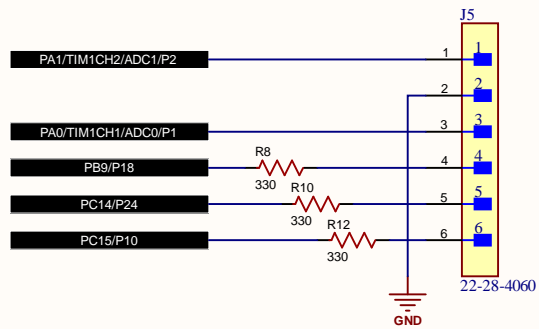 J5
PA1/TIM1CH2/ADC1/P2
1
1
2
2
PA0/TIM1CH1/ADC0/P1
3
3
R8
PB9/P18
330
4
4
R10
PC14/P24
330
5
5
R12
PC15/P10
330
6
6
22-28-4060
GND